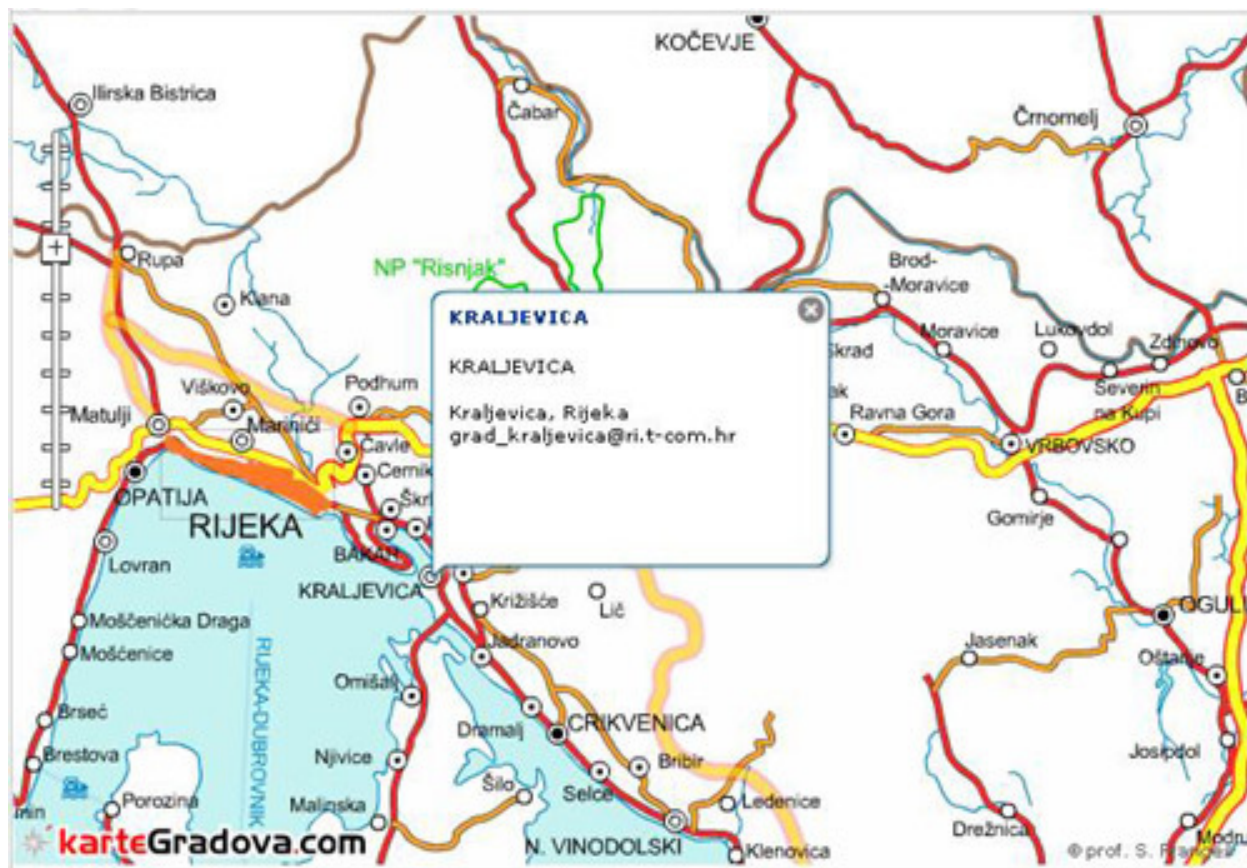 KOČEVJE
Ilirska Bistrica
Čabar
Črnomelj
Rupa
NP "Risnjak"
Klana
Brod-
-Moravice
KRALJEVICA
Moravice
Lukovdol
Zdihovo
Skrad
KRALJEVICA
Severin
na Kupi
Viškovo
Podhum
Matulji
Marinići
Kraljevica, Rijeka
grad_kraljevica@ri.t-com.hr
Ravna Gora
Čavle
VRBOVSKO
Cernik
OPATIJA
RIJEKA
Gomirje
BAKAR
Lovran
KRALJEVICA
Križišće
Lič
Moščenićka Draga
Jadranovo
Jasenak
Mošćenice
Oštarije
Omišalj
RIJEKA-DUBROVNIK
Brseč
Dramalj
CRIKVENICA
Brestova
Njivice
Bribir
Josipdol
Šilo
Selce
Porozina
Malinska
Ledenice
Drežnica
karteGradova.com
N. VINODOLSKI
Klenovica
© prof. S. Frangeš